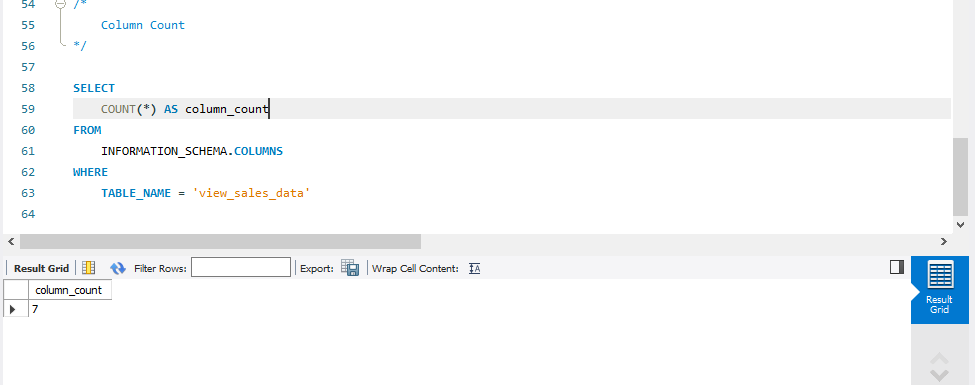 54 /*
55 Column Count
56 */
57
58 SELECT
59 COUNT(*) AS column_count
60 FROM
61 INFORMATION_SCHEMA.COLUMNS
62 WHERE
63 TABLE_NAME = 'view_sales_data'
64
Result Grid Filter Rows: Export: Wrap Cell Content: IA
column_count
7
Result
Grid